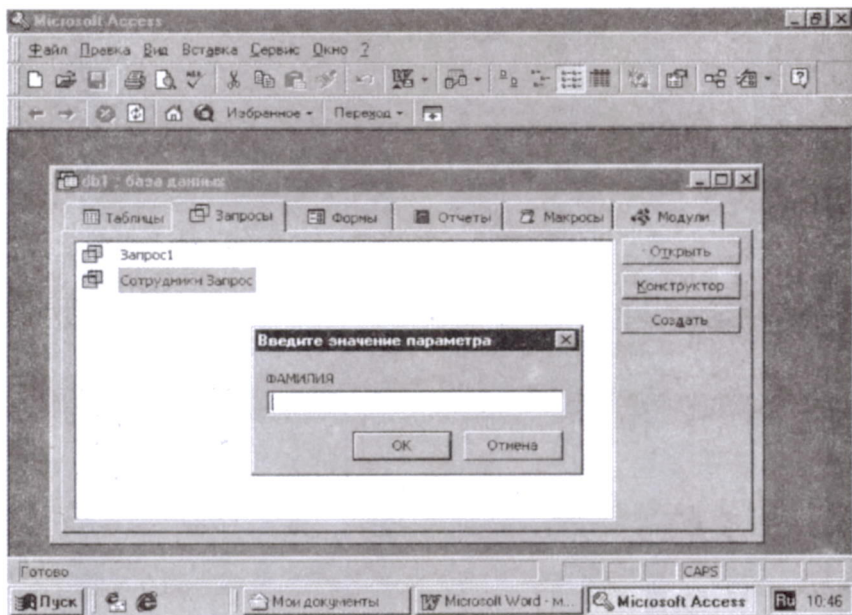 Microsoft Access
Файл Правка Вид Вставка Сервис Окно ?
Избранное Переход
db1 : база данных
Таблицы Запросы Формы Отчеты Макросы Модули
Запрос1
Сотрудники Запрос
Открыть
Конструктор
Создать
Введите значение параметра
ФАМИЛИЯ
OK Отмена
Готово CAPS
Пуск Мои документы Microsoft Word - м... Microsoft Access Ru 10:46